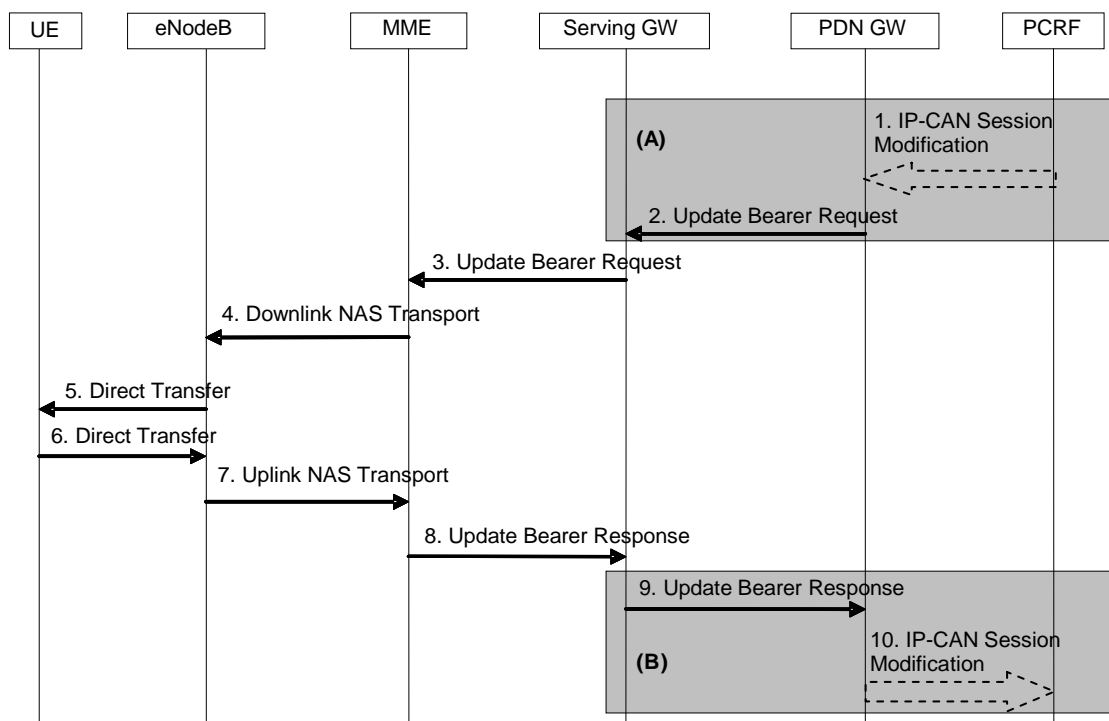 UE
eNodeB
MME
Serving GW
PDN GW
PCRF
(A)
1. IP-CAN Session
Modification
2. Update Bearer Request
3. Update Bearer Request
4. Downlink NAS Transport
5. Direct Transfer
6. Direct Transfer
7. Uplink NAS Transport
8. Update Bearer Response
9. Update Bearer Response
(B)
10. IP-CAN Session
Modification